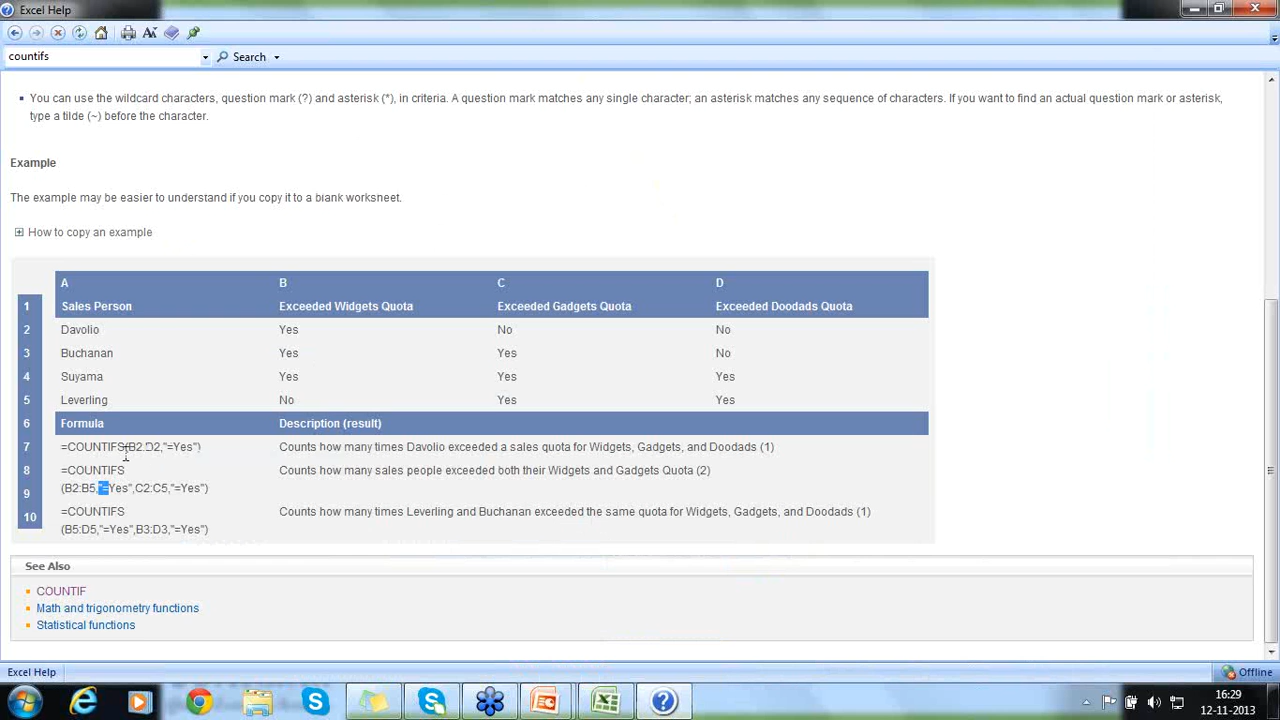 Excel Help
countifs
Search
You can use the wildcard characters, question mark (?) and asterisk (*), in criteria. A question mark matches any single character; an asterisk matches any sequence of characters. If you want to find an actual question mark or asterisk,
type a tilde (~) before the character.
Example
The example may be easier to understand if you copy it to a blank worksheet.
How to copy an example
A B C D
1 Sales Person Exceeded Widgets Quota Exceeded Gadgets Quota Exceeded Doodads Quota
2 Davolio Yes No No
3 Buchanan Yes Yes No
4 Suyama Yes Yes Yes
5 Leverling No Yes Yes
6 Formula Description (result)
7 =COUNTIFS(B2:D2,"=Yes") Counts how many times Davolio exceeded a sales quota for Widgets, Gadgets, and Doodads (1)
8 =COUNTIFS Counts how many sales people exceeded both their Widgets and Gadgets Quota (2)
9 (B2:B5,"=Yes",C2:C5,"=Yes")
10 =COUNTIFS Counts how many times Leverling and Buchanan exceeded the same quota for Widgets, Gadgets, and Doodads (1)
(B5:D5,"=Yes",B3:D3,"=Yes")
See Also
COUNTIF
Math and trigonometry functions
Statistical functions
Excel Help
Offline
16:29
12-11-2013